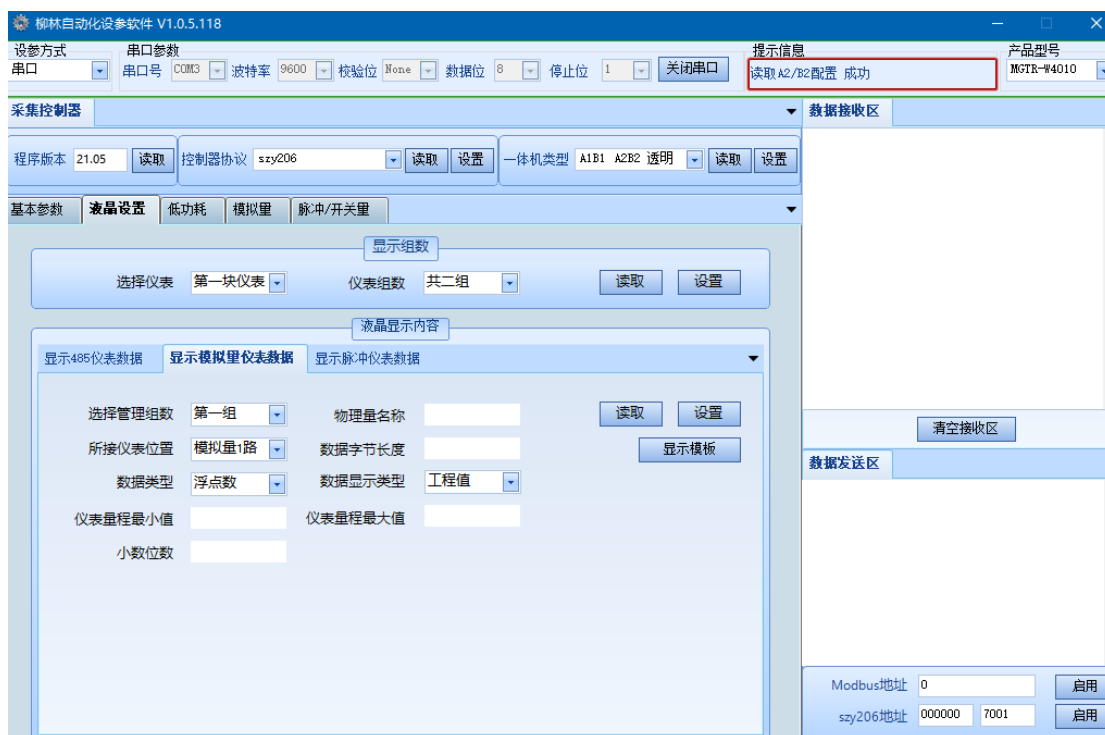 柳林自动化设参软件 V1.0.5.118
设参方式 串口参数 提示信息 产品型号
串口 串口号 COM3 波特率 9600 校验位 None 数据位 8 停止位 1 关闭串口 读取A2/B2配置 成功 MGTR-W4010
采集控制器 数据接收区
程序版本 21.05 读取 控制器协议 szy206 读取 设置 一体机类型 A1B1 A2B2 透明 读取 设置
基本参数 液晶设置 低功耗 模拟量 脉冲/开关量
显示组数
选择仪表 第一块仪表 仪表组数 共二组 读取 设置
液晶显示内容
显示485仪表数据 显示模拟量仪表数据 显示脉冲仪表数据
选择管理组数 第一组 物理量名称 读取 设置
清空接收区
所接仪表位置 模拟量1路 数据字节长度 显示模板
数据发送区
数据类型 浮点数 数据显示类型 工程值
仪表量程最小值 仪表量程最大值
小数位数
Modbus地址 0 启用
szy206地址 000000 7001 启用